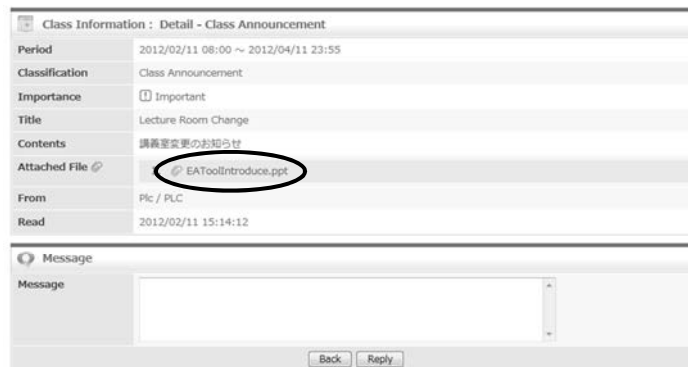 Class Information : Detail - Class Announcement
Period 2012/02/11 08:00 ～ 2012/04/11 23:55
Classification Class Announcement
Importance Important
Title Lecture Room Change
Contents 講義室変更のお知らせ
Attached File EAToolIntroduce.ppt
From Plc / PLC
Read 2012/02/11 15:14:12
Message
Message
Back Reply